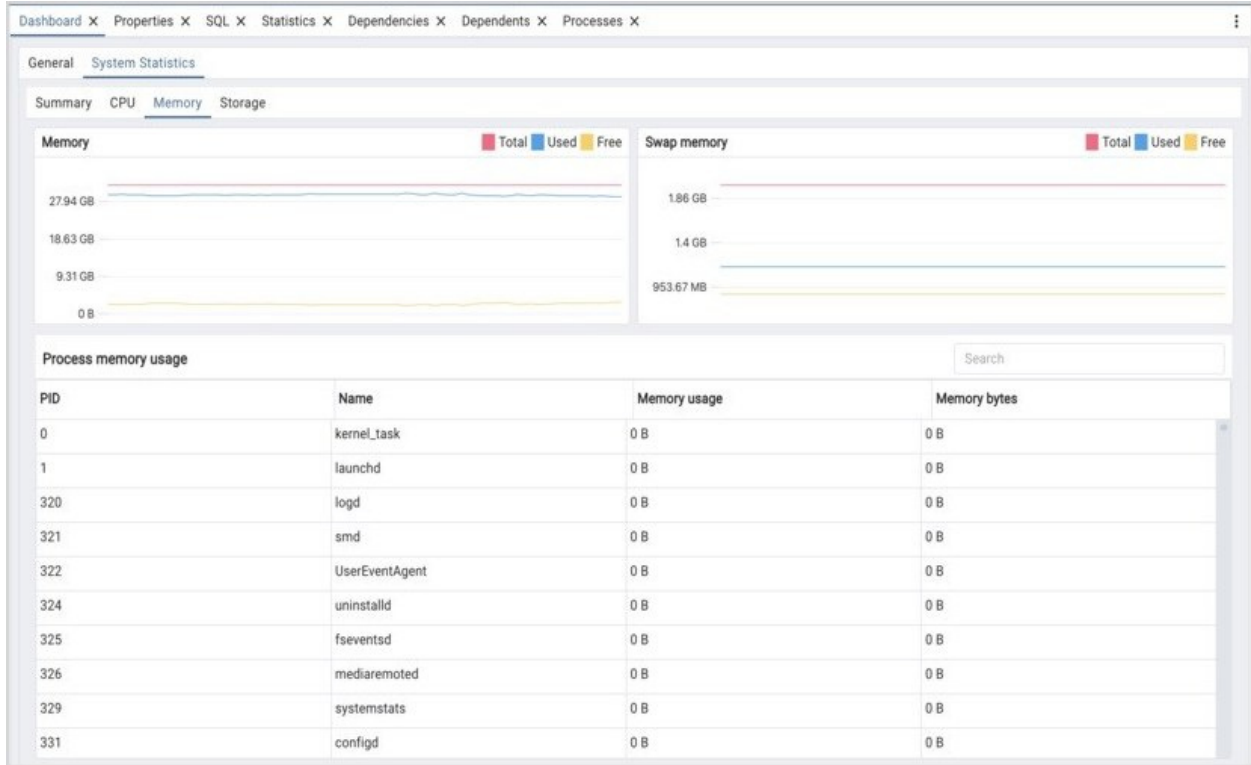 Dashboard X Properties X SQL X Statistics X Dependencies X Dependents X Processes X
General System Statistics
Summary CPU Memory Storage
Memory Total Used Free
27.94 GB
18.63 GB
9.31 GB
0 B
Swap memory Total Used Free
1.86 GB
1.4 GB
953.67 MB
Process memory usage Search
PID Name Memory usage Memory bytes
0 kernel_task 0 B 0 B
1 launchd 0 B 0 B
320 logd 0 B 0 B
321 smd 0 B 0 B
322 UserEventAgent 0 B 0 B
324 uninstalld 0 B 0 B
325 fseventsd 0 B 0 B
326 mediaremoted 0 B 0 B
329 systemstats 0 B 0 B
331 configd 0 B 0 B